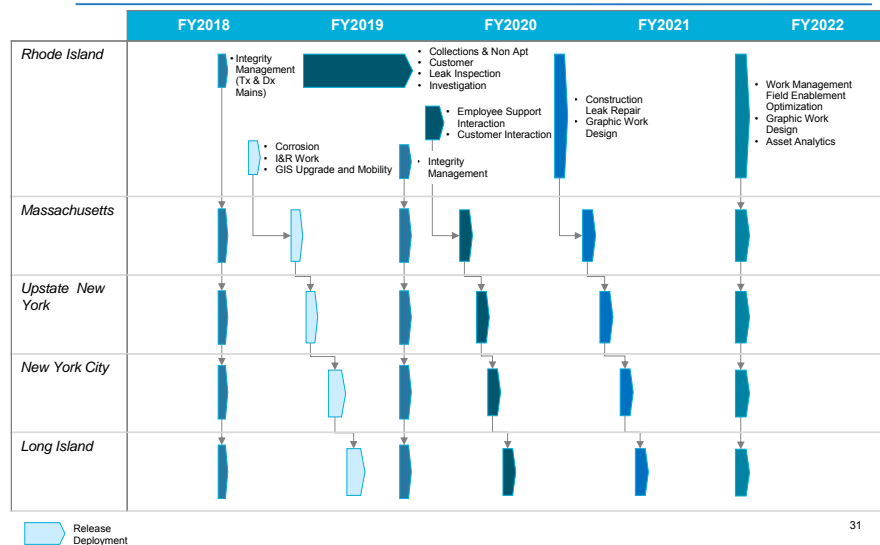 FY2018 FY2019 FY2020 FY2021 FY2022
Rhode Island
• Integrity
Management
(Tx & Dx
Mains)
• Corrosion
• I&R Work
• GIS Upgrade and Mobility
• Collections & Non Apt
• Customer
• Leak Inspection
• Investigation
• Employee Support
Interaction
• Customer Interaction
• Integrity
Management
• Construction
Leak Repair
• Graphic Work
Design
• Work Management
Field Enablement
Optimization
• Graphic Work
Design
• Asset Analytics
Massachusetts
Upstate New
York
New York City
Long Island
Release
Deployment
31